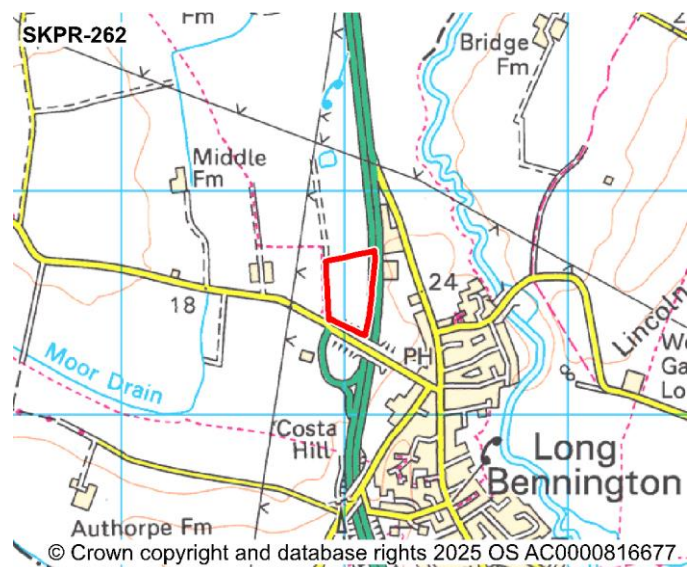 SKPR-262
Fm
Bridge
Fm
2
Middle
Fm
24
18
Lincoln
Moor Drain
PH
We
Ga
Lo
Costa
Hill
Long
Bennington
Authorpe Fm
© Crown copyright and database rights 2025 OS AC0000816677